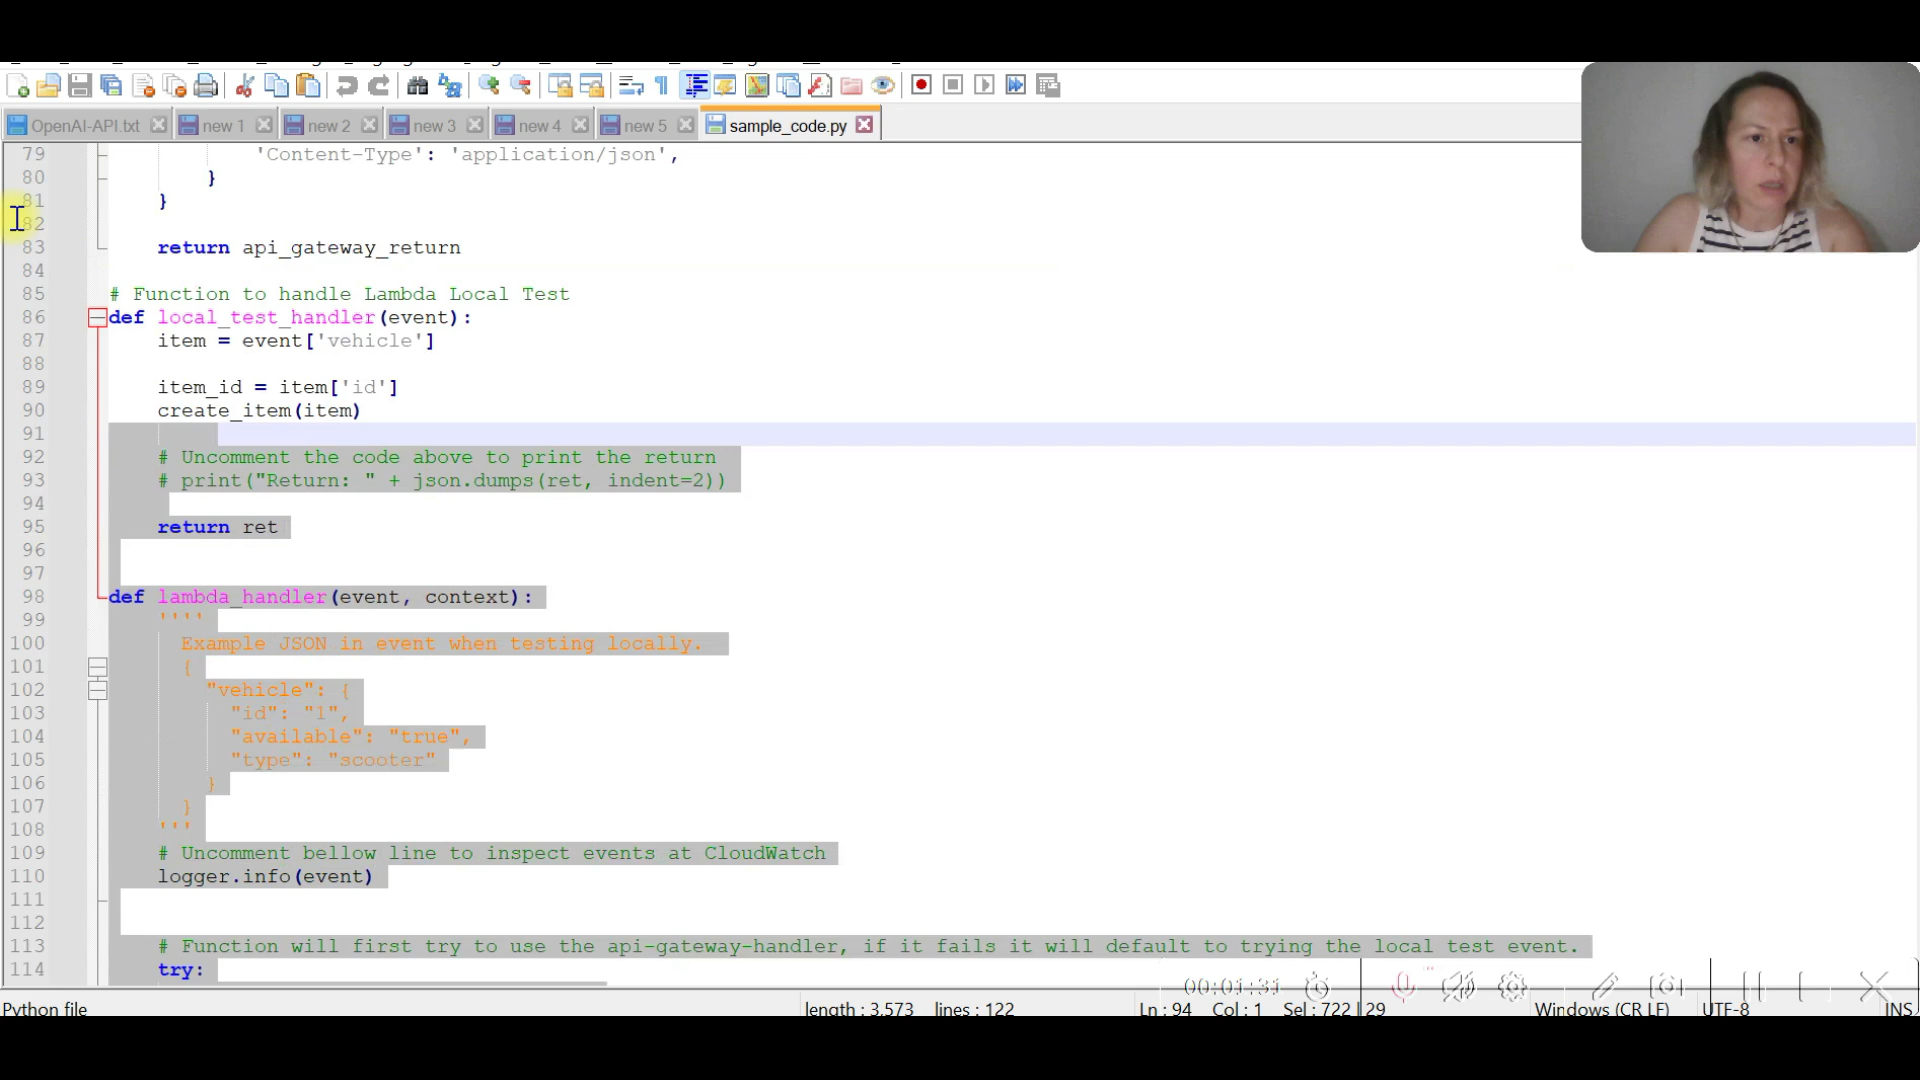 OpenAI-API.txt new 1 new 2 new 3 new 4 new 5 sample_code.py
79 'Content-Type': 'application/json',
80 }
81 }
82
83 return api_gateway_return
84
85 # Function to handle Lambda Local Test
86 def local_test_handler(event):
87 item = event['vehicle']
88
89 item_id = item['id']
90 create_item(item)
91
92 # Uncomment the code above to print the return
93 # print("Return: " + json.dumps(ret, indent=2))
94
95 return ret
96
97
98 def lambda_handler(event, context):
99 ''''
100 Example JSON in event when testing locally.
101 {
102 "vehicle": {
103 "id": "1",
104 "available": "true",
105 "type": "scooter"
106 }
107 }
108 '''
109 # Uncomment bellow line to inspect events at CloudWatch
110 logger.info(event)
111
112
113 # Function will first try to use the api-gateway-handler, if it fails it will default to trying the local test event.
114 try:
00:01:31
Python file length : 3,573 lines : 122 Ln : 94 Col : 1 Sel : 722 | 29 Windows (CR LF) UTF-8 INS